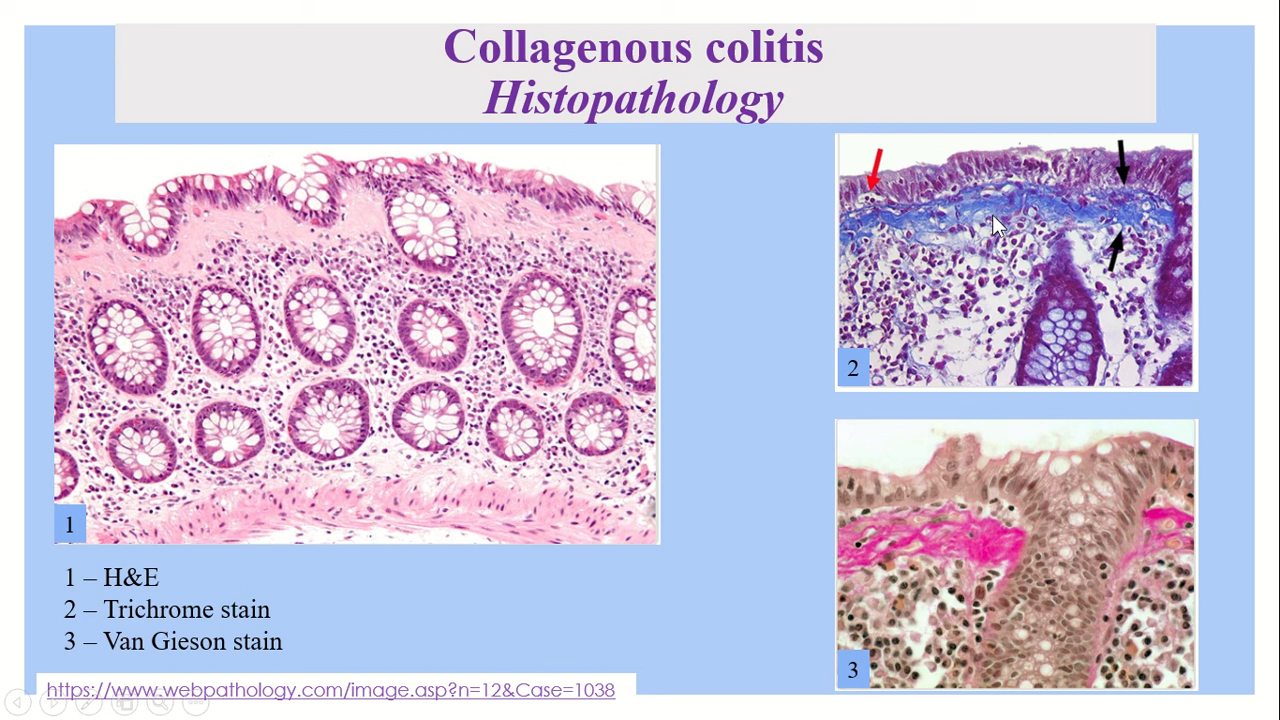 Collagenous colitis
Histopathology
1
2
3
1 – H&E
2 – Trichrome stain
3 – Van Gieson stain
https://www.webpathology.com/image.asp?n=12&Case=1038